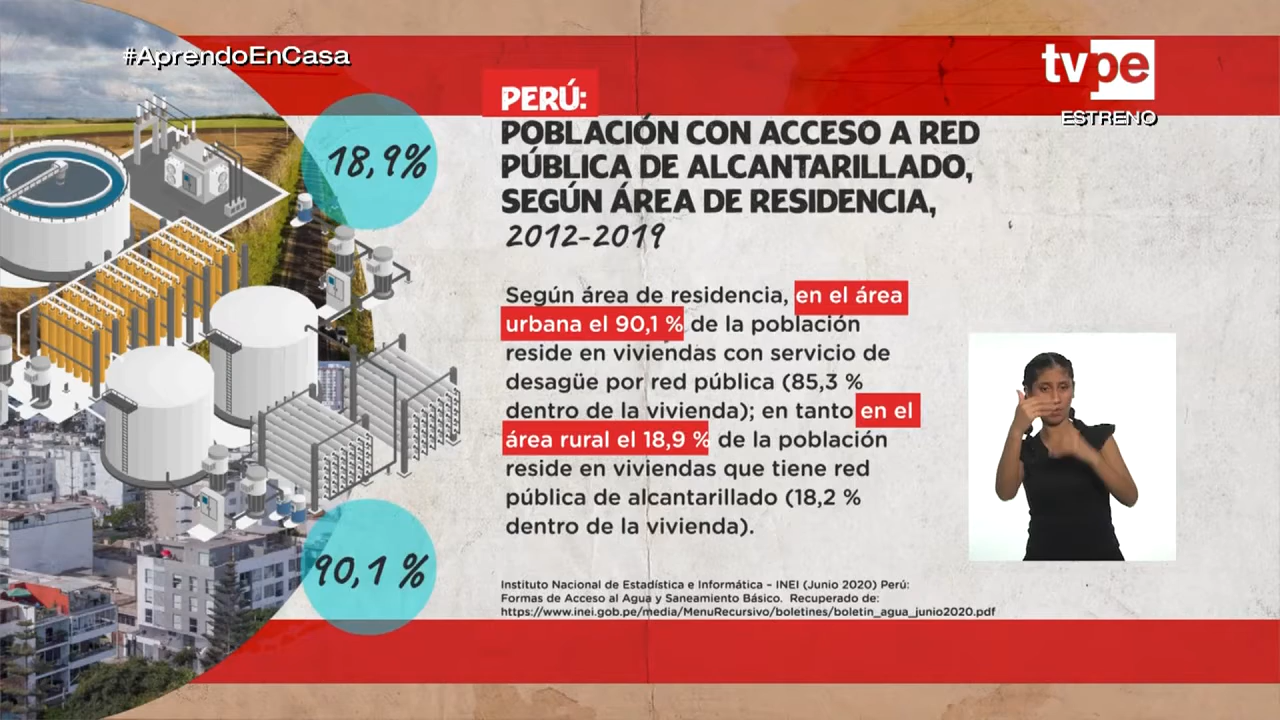 #AprendoEnCasa
tvpe
ESTRENO
18,9%
PERÚ:
POBLACIÓN CON ACCESO A RED
PÚBLICA DE ALCANTARILLADO,
SEGÚN ÁREA DE RESIDENCIA,
2012-2019
Según área de residencia, en el área
urbana el 90,1 % de la población
reside en viviendas con servicio de
desagüe por red pública (85,3 %
dentro de la vivienda); en tanto en el
área rural el 18,9 % de la población
reside en viviendas que tiene red
pública de alcantarillado (18,2 %
dentro de la vivienda).
90,1 %
Instituto Nacional de Estadística e Informática – INEI (Junio 2020) Perú:
Formas de Acceso al Agua y Saneamiento Básico. Recuperado de:
https://www.inei.gob.pe/media/MenuRecursivo/boletines/boletin_agua_junio2020.pdf